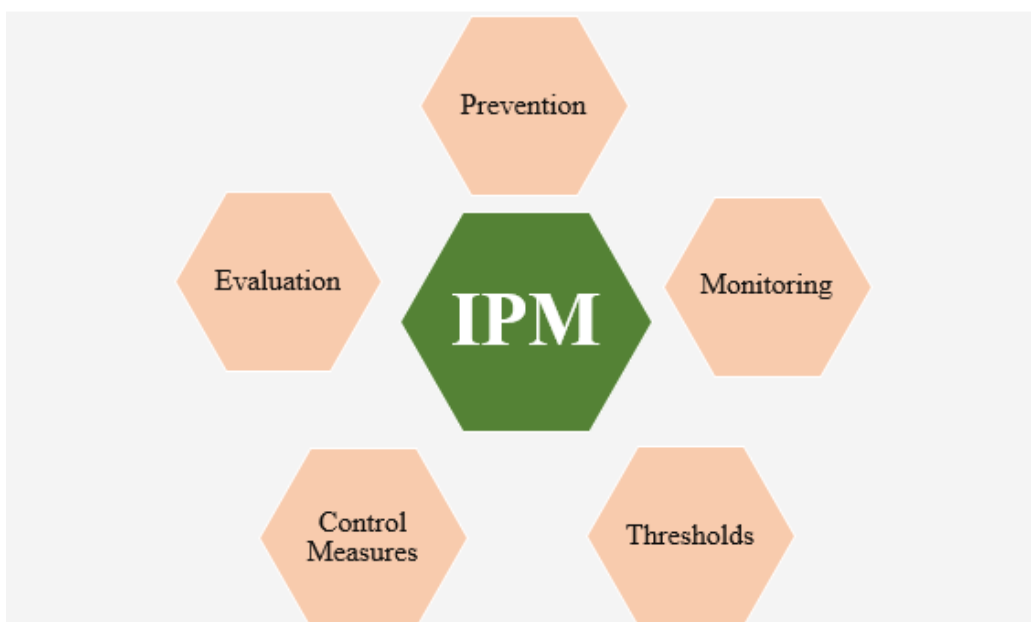 Prevention
Evaluation
IPM
Monitoring
Control
Measures
Thresholds